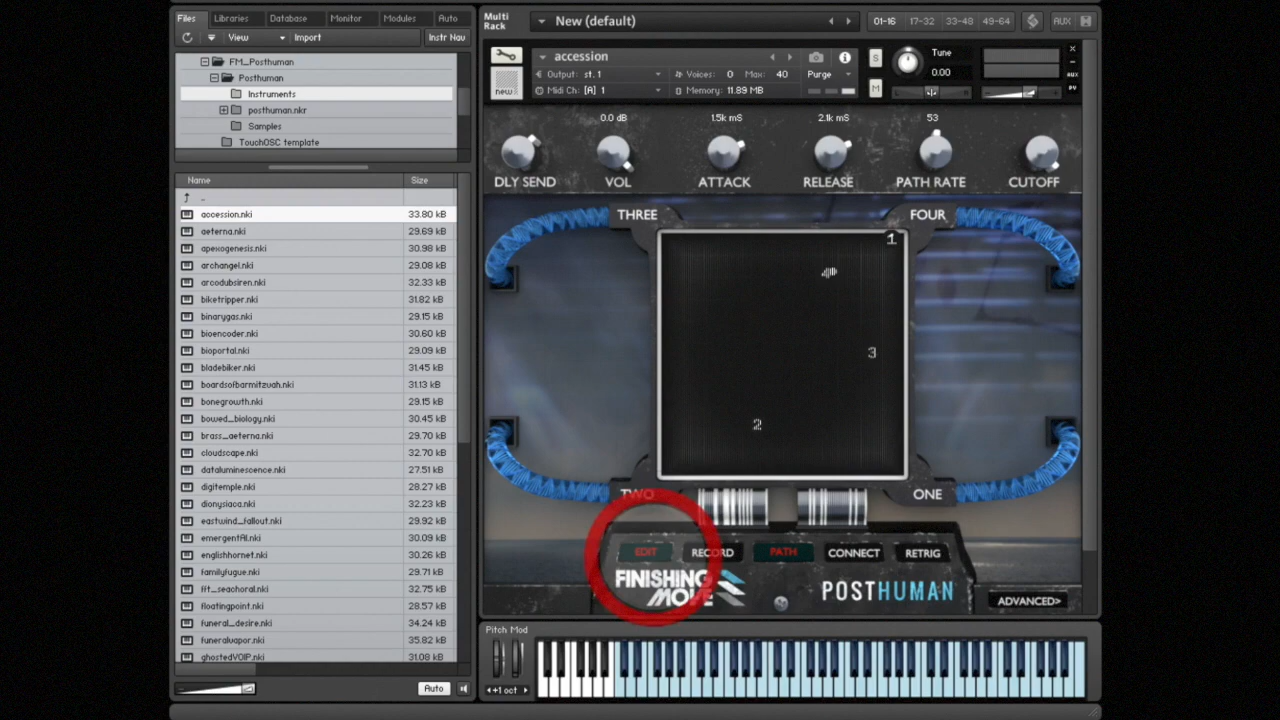 Files Libraries Database Monitor Modules Auto
View Import Instr Nav
FM_Posthuman
Posthuman
Instruments
posthuman.nkr
Samples
TouchOSC template
Name Size
accession.nki 33.80 kB
aeterna.nki 29.69 kB
apexogenesis.nki 30.98 kB
archangel.nki 29.08 kB
arcodubsiren.nki 32.33 kB
biketripper.nki 31.82 kB
binarygas.nki 29.15 kB
bioencoder.nki 30.60 kB
bioportal.nki 29.09 kB
bladebiker.nki 31.45 kB
boardsofbarmitzvah.nki 31.13 kB
bonegrowth.nki 29.15 kB
bowed_biology.nki 30.45 kB
brass_aeterna.nki 29.70 kB
cloudscape.nki 32.70 kB
dataluminescence.nki 27.51 kB
digitemple.nki 28.27 kB
dionysiaca.nki 32.23 kB
eastwind_fallout.nki 29.92 kB
emergentAI.nki 30.09 kB
englishhornet.nki 30.26 kB
familyfugue.nki 29.71 kB
fft_seachoral.nki 32.75 kB
floatingpoint.nki 28.57 kB
funeral_desire.nki 34.24 kB
funeralvapor.nki 35.82 kB
ghostedVOIP.nki 31.08 kB
Auto
Multi Rack
New (default) 01-16 17-32 33-48 49-64 AUX
accession
Output: st.1 Voices: 0 Max: 40 Purge
Midi Ch: [A] 1 Memory: 11.89 MB
new
S
M
Tune
0.00
AUX
PV
0.0 dB 1.5k mS 2.1k mS 53
DLY SEND VOL ATTACK RELEASE PATH RATE CUTOFF
THREE FOUR
1
3
2
TWO ONE
EDIT RECORD PATH CONNECT RETRIG
FINISHING MOVE
POSTHUMAN
ADVANCED>
Pitch Mod
+1 oct